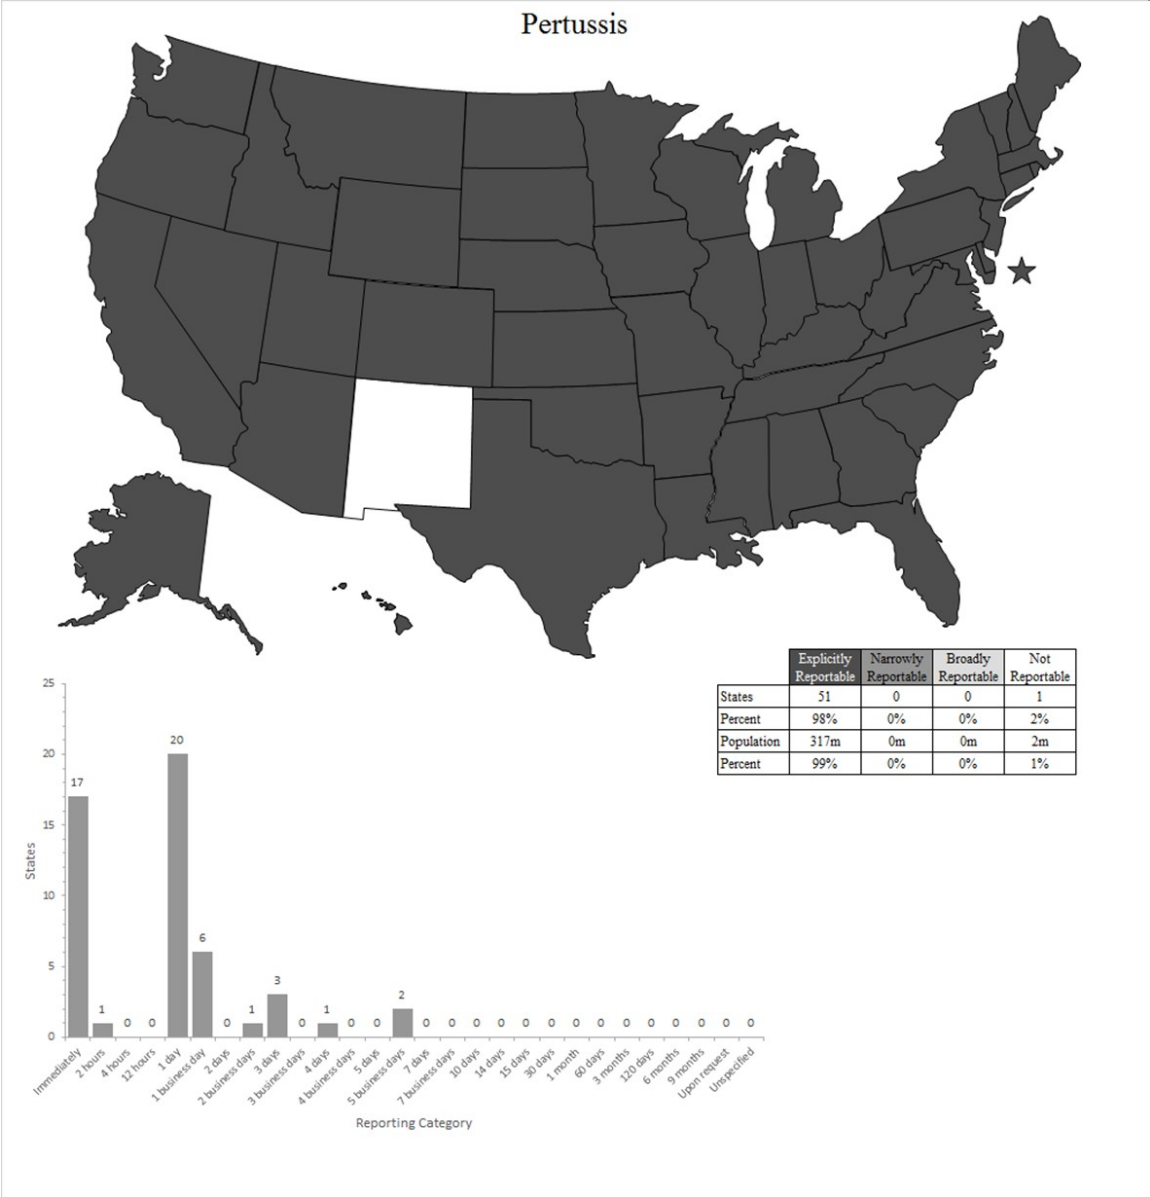 Pertussis
Explicitly Reportable Narrowly Reportable Broadly Reportable Not Reportable
States 51 0 0 1
Percent 98% 0% 0% 2%
Population 317m 0m 0m 2m
Percent 99% 0% 0% 1%
25
20
15
10
5
0
States
17 1 0 0 20 6 0 1 3 0 1 0 0 2 0 0 0 0 0 0 0 0 0 0 0 0 0 0
Immediately
2 hours
4 hours
12 hours
1 day
1 business day
2 days
2 business days
3 days
3 business days
4 days
4 business days
5 days
5 business days
7 days
7 business days
10 days
14 days
15 days
30 days
1 month
60 days
3 months
120 days
6 months
9 months
Upon request
Unspecified
Reporting Category